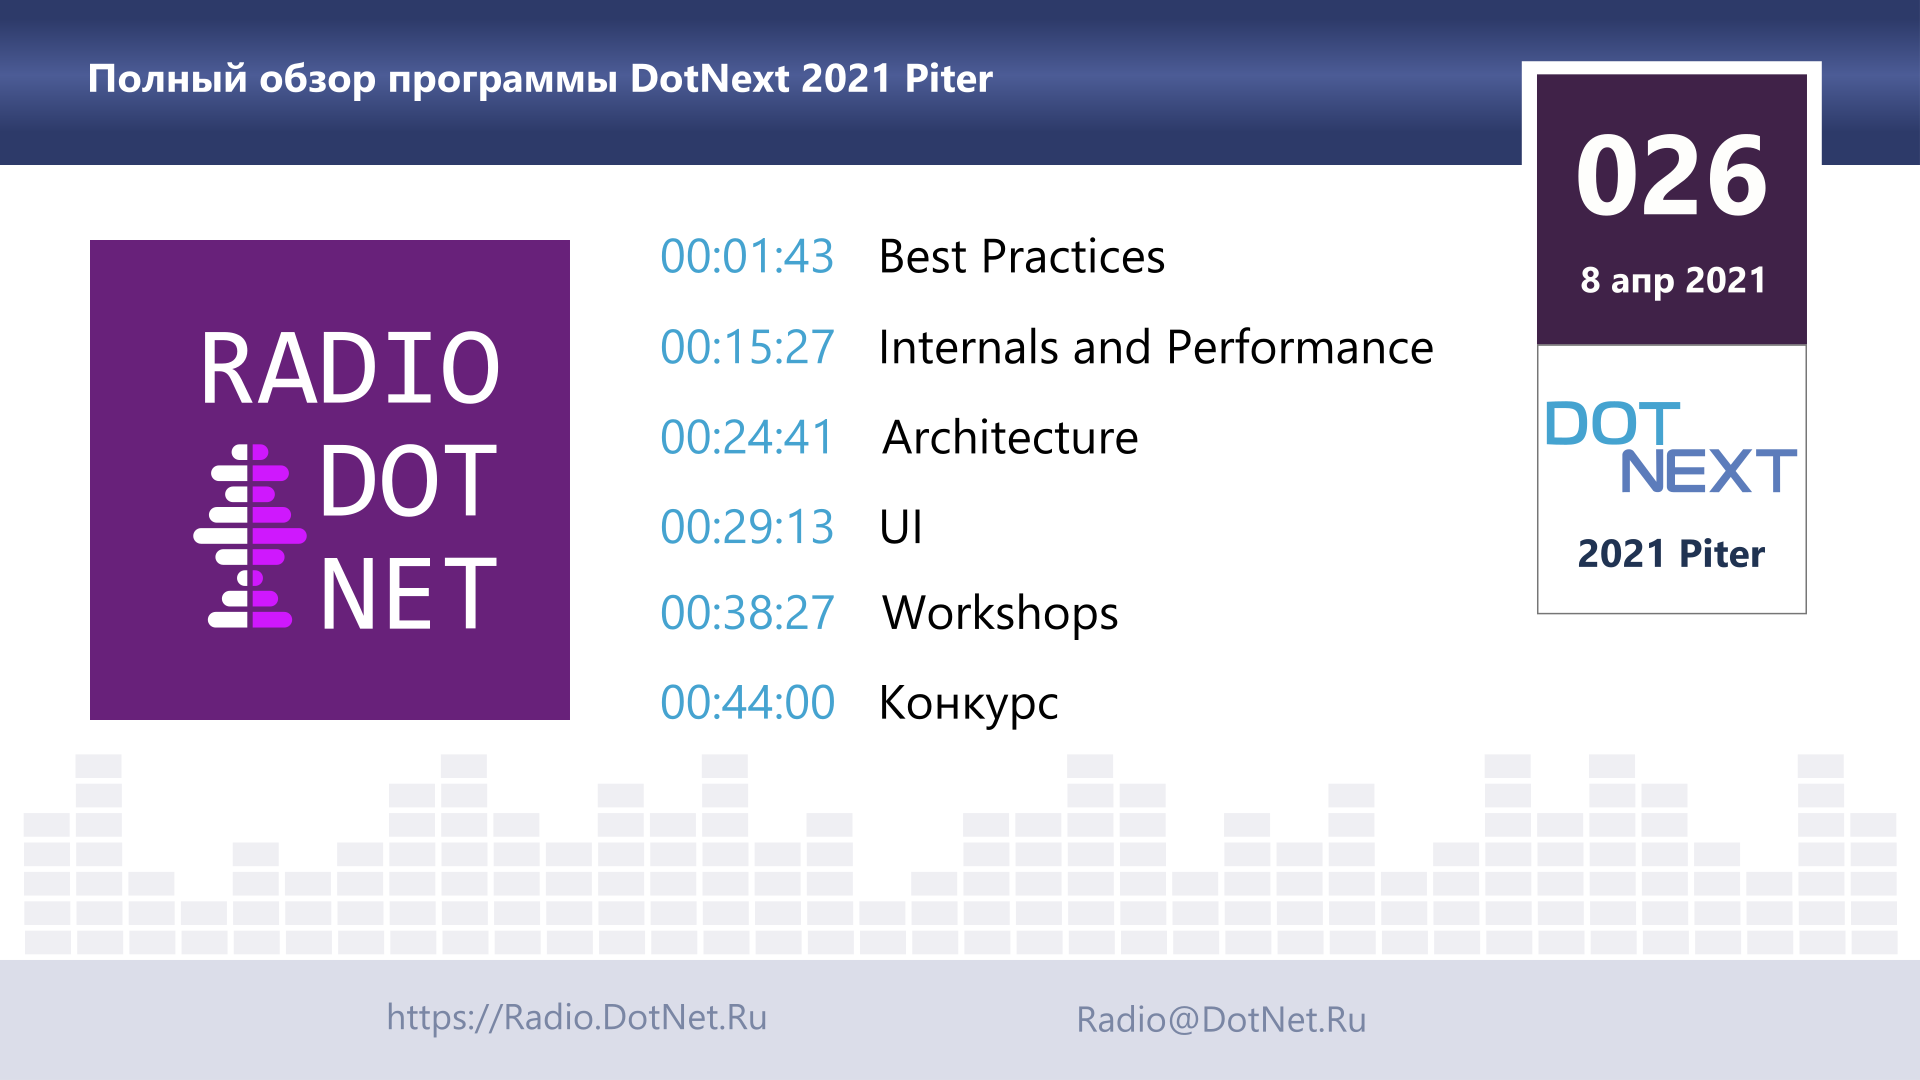 Полный обзор программы DotNext 2021 Piter
026
8 апр 2021
DOT
NEXT
2021 Piter
RADIO
DOT
NET
00:01:43 Best Practices
00:15:27 Internals and Performance
00:24:41 Architecture
00:29:13 UI
00:38:27 Workshops
00:44:00 Конкурс
https://Radio.DotNet.Ru
Radio@DotNet.Ru